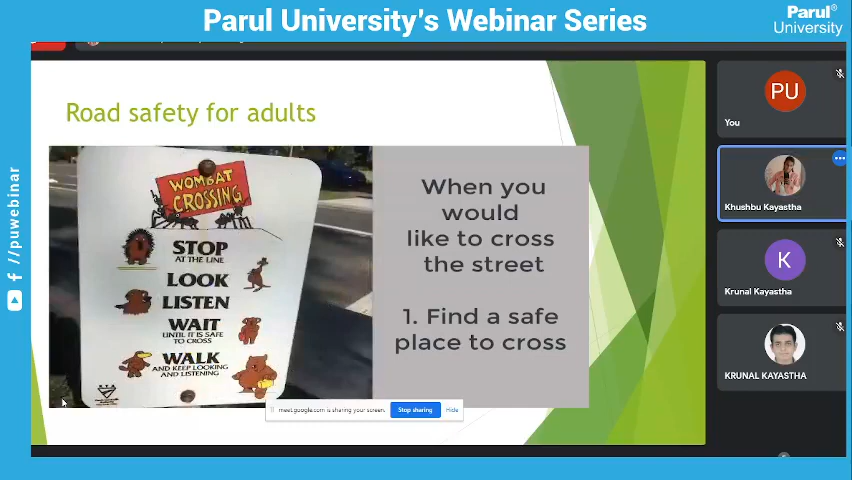 Parul University's Webinar Series
Parul®
University
Road safety for adults
WOMBAT
CROSSING
STOP
AT THE LINE
LOOK
LISTEN
WAIT
UNTIL IT IS SAFE
TO CROSS
WALK
AND KEEP LOOKING
AND LISTENING
When you
would
like to cross
the street
1. Find a safe
place to cross
meet.google.com is sharing your screen.
Stop sharing
Hide
PU
You
Khushbu Kayastha
K
Krunal Kayastha
KRUNAL KAYASTHA
/puwebinar